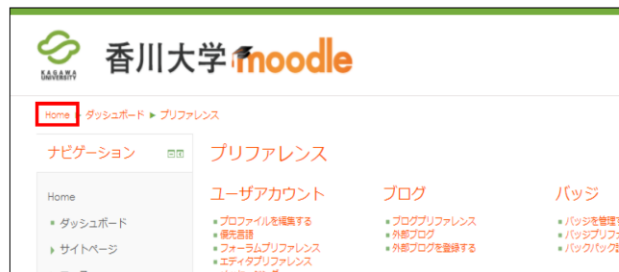 KAGAWA
UNIVERSITY
香川大学 moodle
Home ▶ ダッシュボード ▶ プリファレンス
ナビゲーション
Home
ダッシュボード
サイトページ
プリファレンス
ユーザアカウント
プロファイルを編集する
優先言語
フォーラムプリファレンス
エディタプリファレンス
ブログ
ブログプリファレンス
外部ブログ
外部ブログを登録する
バッジ
バッジを管理
バッジプリフ
バックパック